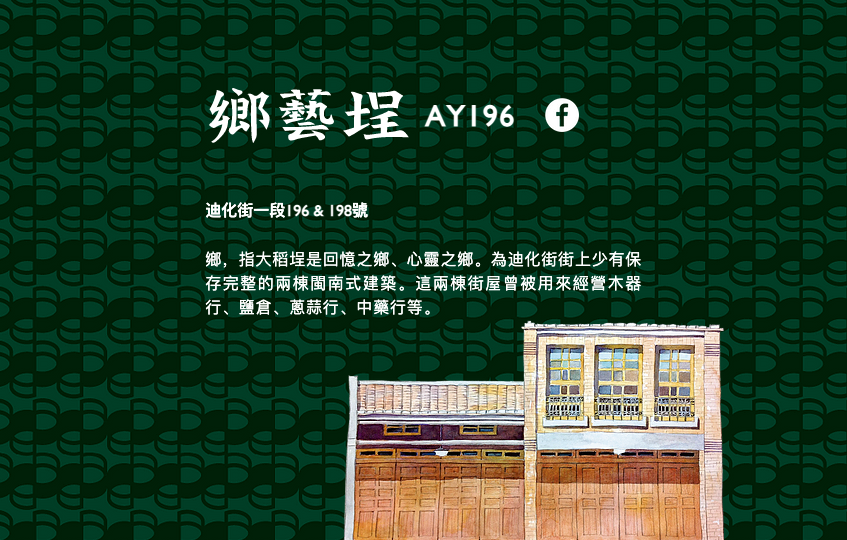 鄉藝埕 AY196
迪化街一段196 & 198號
鄉，指大稻埕是回憶之鄉、心靈之鄉。為迪化街街上少有保
存完整的兩棟閩南式建築。這兩棟街屋曾被用來經營木器
行、鹽倉、蔥蒜行、中藥行等。